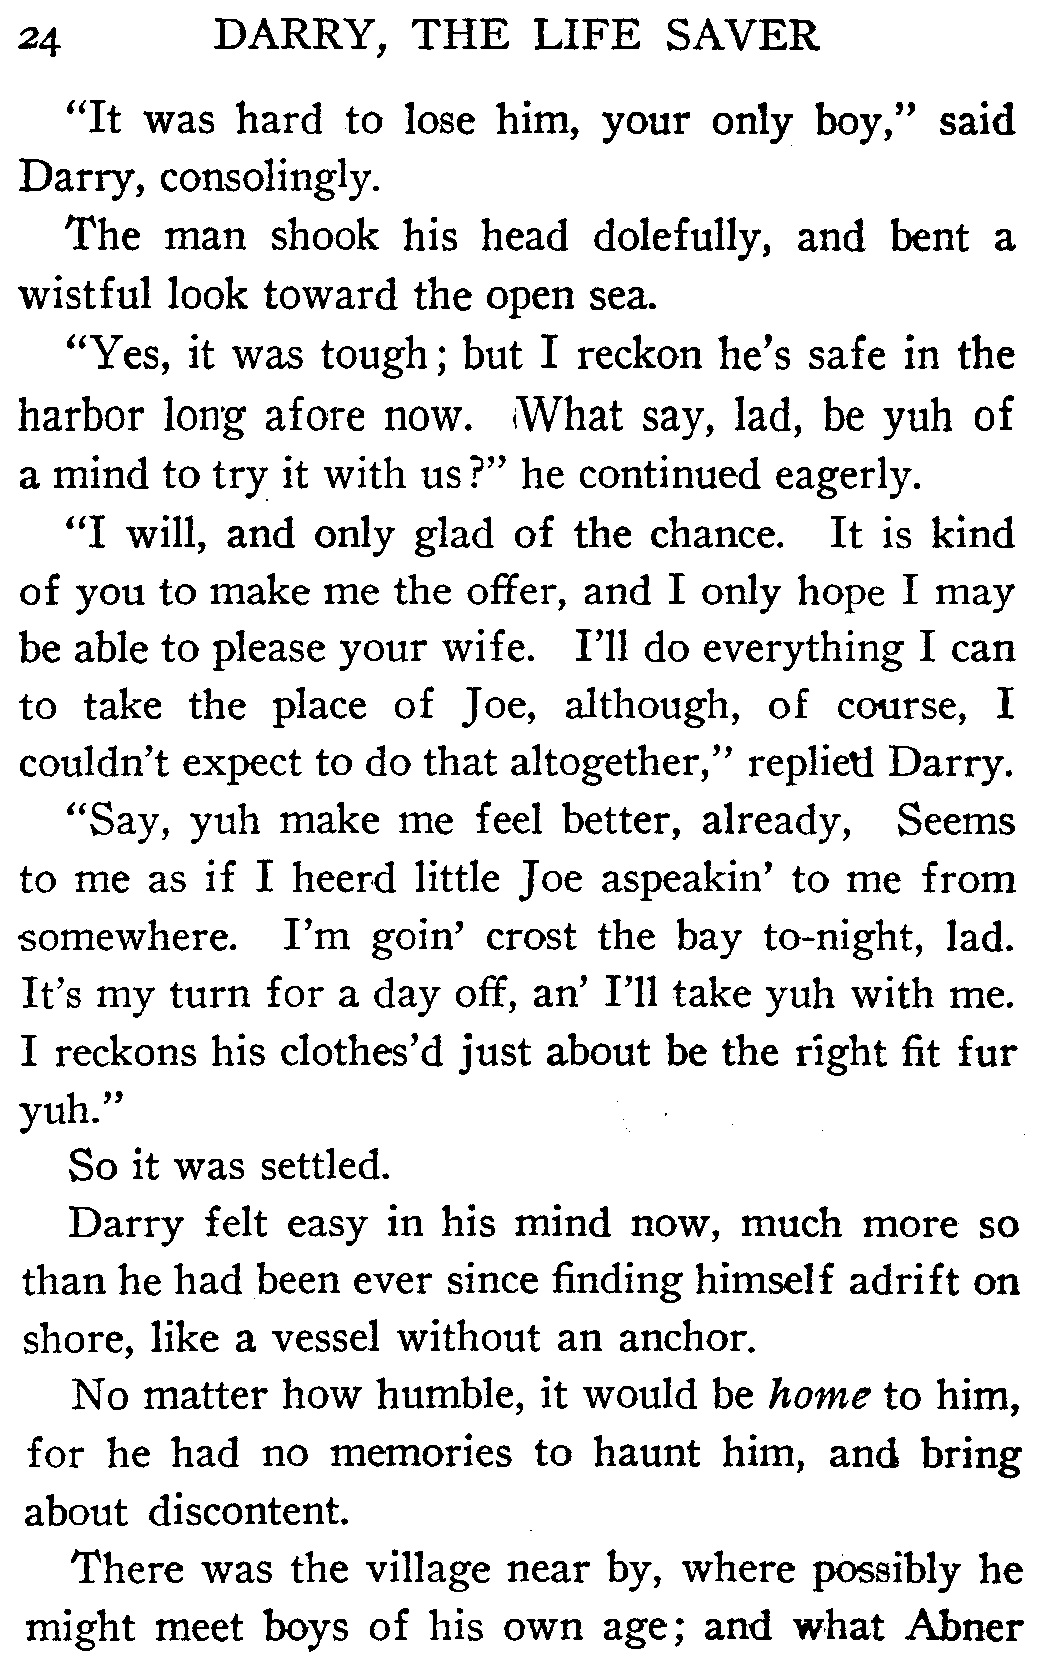 24 DARRY, THE LIFE SAVER
“It was hard to lose him, your only boy,” said
Darry, consolingly.
The man shook his head dolefully, and bent a
wistful look toward the open sea.
“Yes, it was tough; but I reckon he’s safe in the
harbor long afore now. What say, lad, be yuh of
a mind to try it with us?” he continued eagerly.
“I will, and only glad of the chance. It is kind
of you to make me the offer, and I only hope I may
be able to please your wife. I’ll do everything I can
to take the place of Joe, although, of course, I
couldn’t expect to do that altogether,” replied Darry.
“Say, yuh make me feel better, already, Seems
to me as if I heerd little Joe aspeakin’ to me from
somewhere. I’m goin’ crost the bay to-night, lad.
It’s my turn for a day off, an’ I’ll take yuh with me.
I reckons his clothes’d just about be the right fit fur
yuh.”
So it was settled.
Darry felt easy in his mind now, much more so
than he had been ever since finding himself adrift on
shore, like a vessel without an anchor.
No matter how humble, it would be home to him,
for he had no memories to haunt him, and bring
about discontent.
There was the village near by, where possibly he
might meet boys of his own age; and what Abner